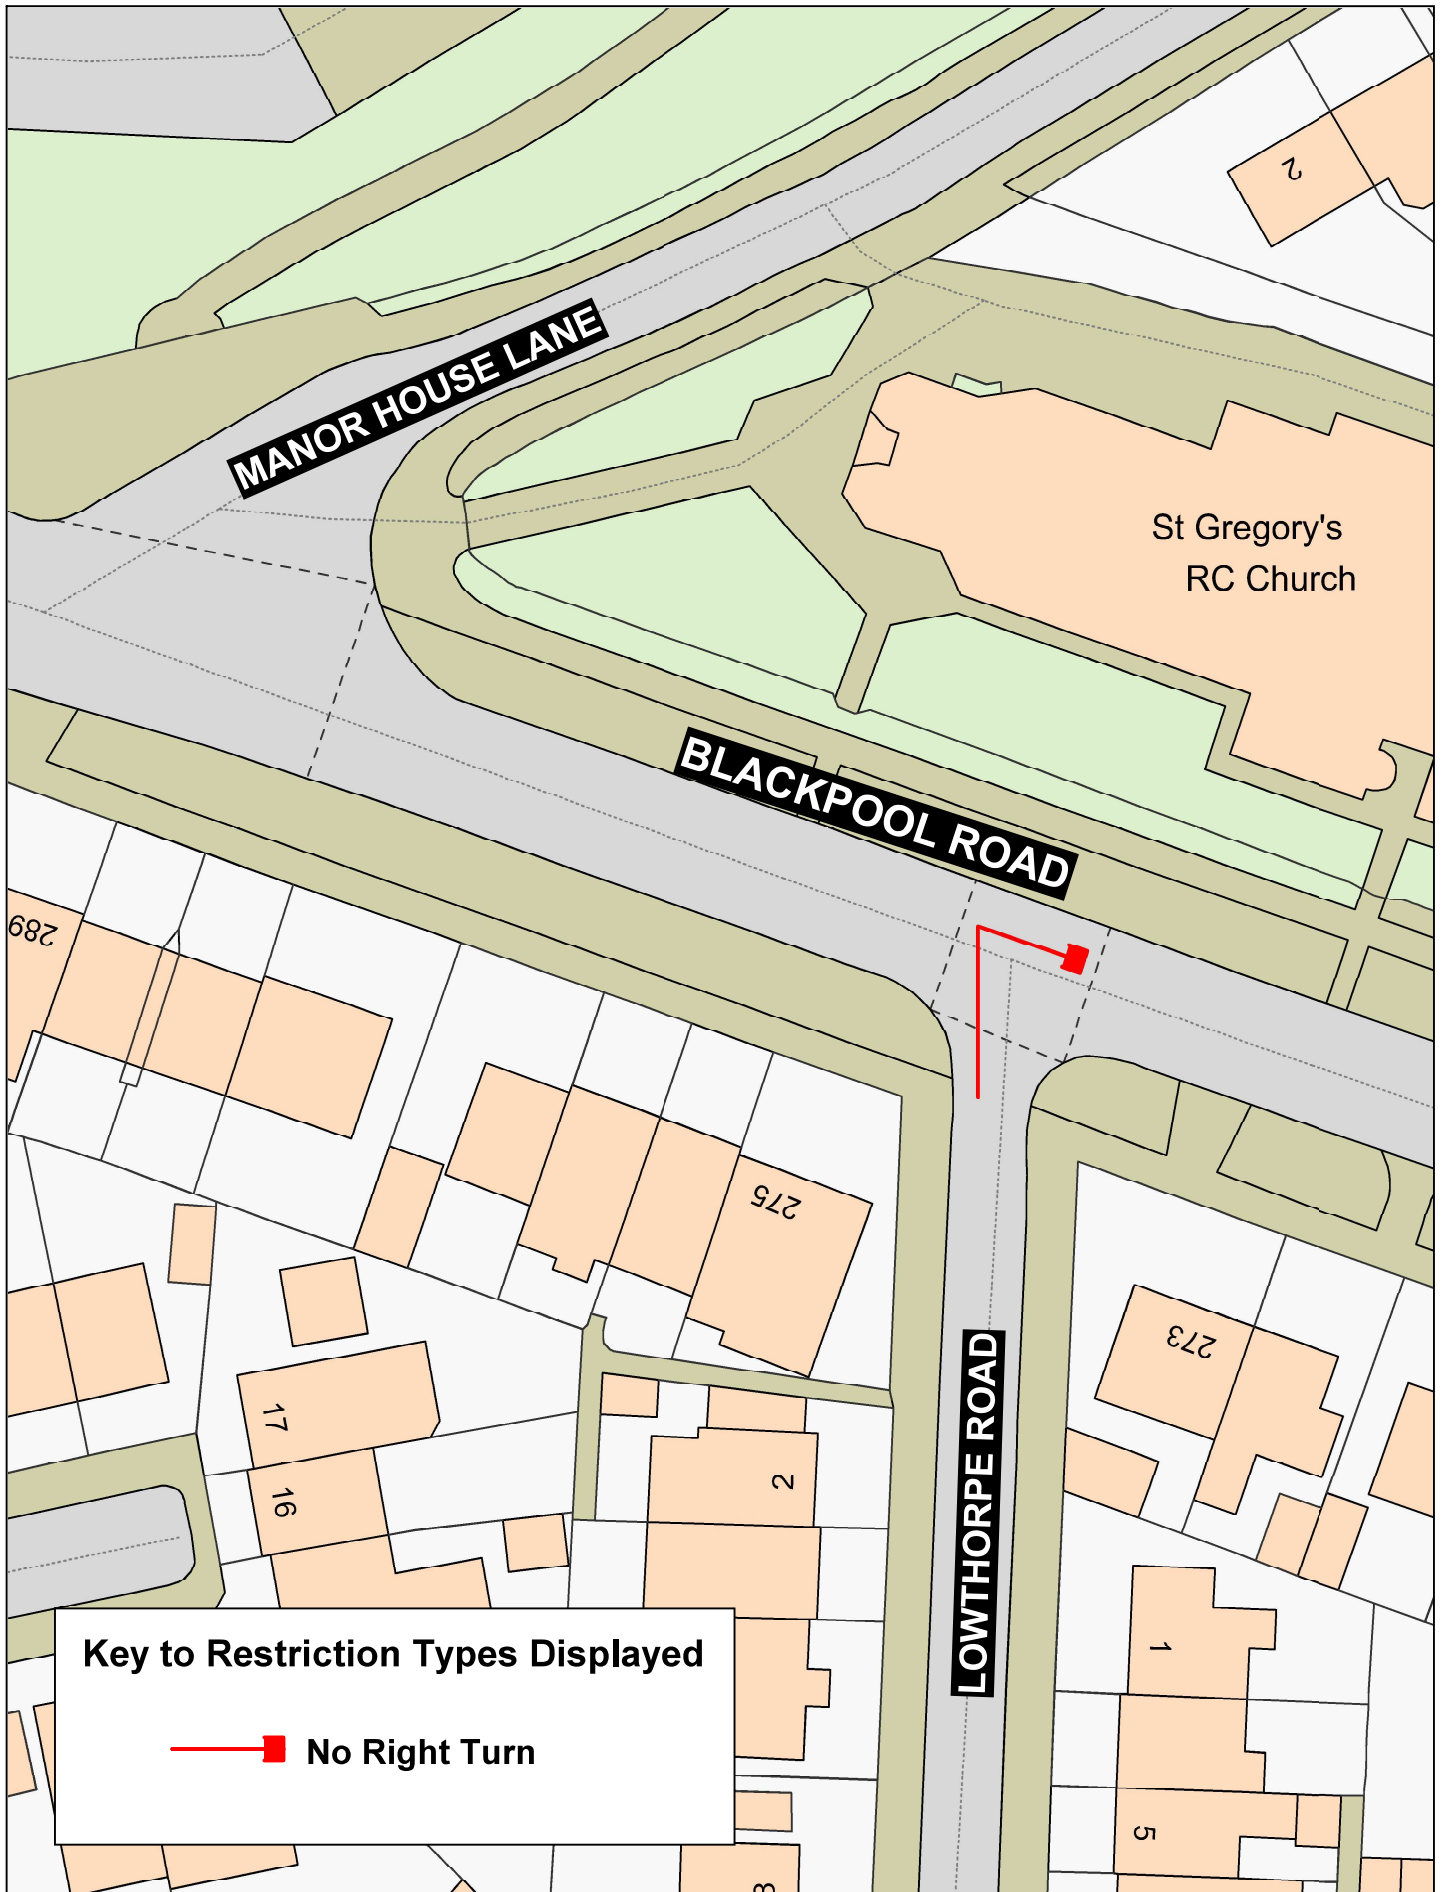 2
MANOR HOUSE LANE
St Gregory's
RC Church
BLACKPOOL ROAD
289
275
273
LOWTHORPE ROAD
17
2
16
1
Key to Restriction Types Displayed
No Right Turn
5